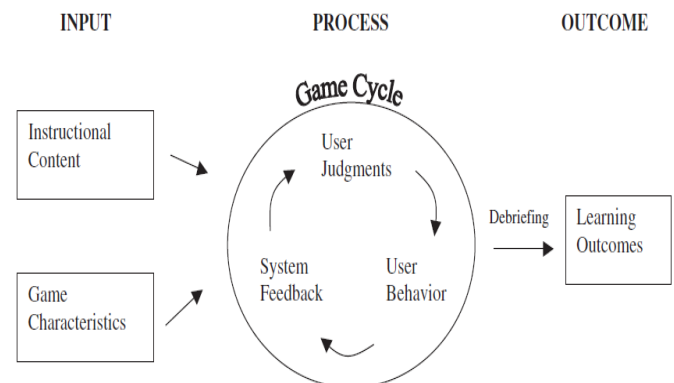 INPUT
PROCESS
OUTCOME
Game Cycle
Instructional
Content
User
Judgments
Debriefing
Learning
Outcomes
System
Feedback
User
Behavior
Game
Characteristics